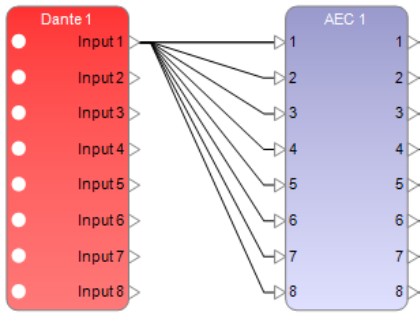 Dante 1
Input 1
Input 2
Input 3
Input 4
Input 5
Input 6
Input 7
Input 8
AEC 1
1 1
2 2
3 3
4 4
5 5
6 6
7 7
8 8